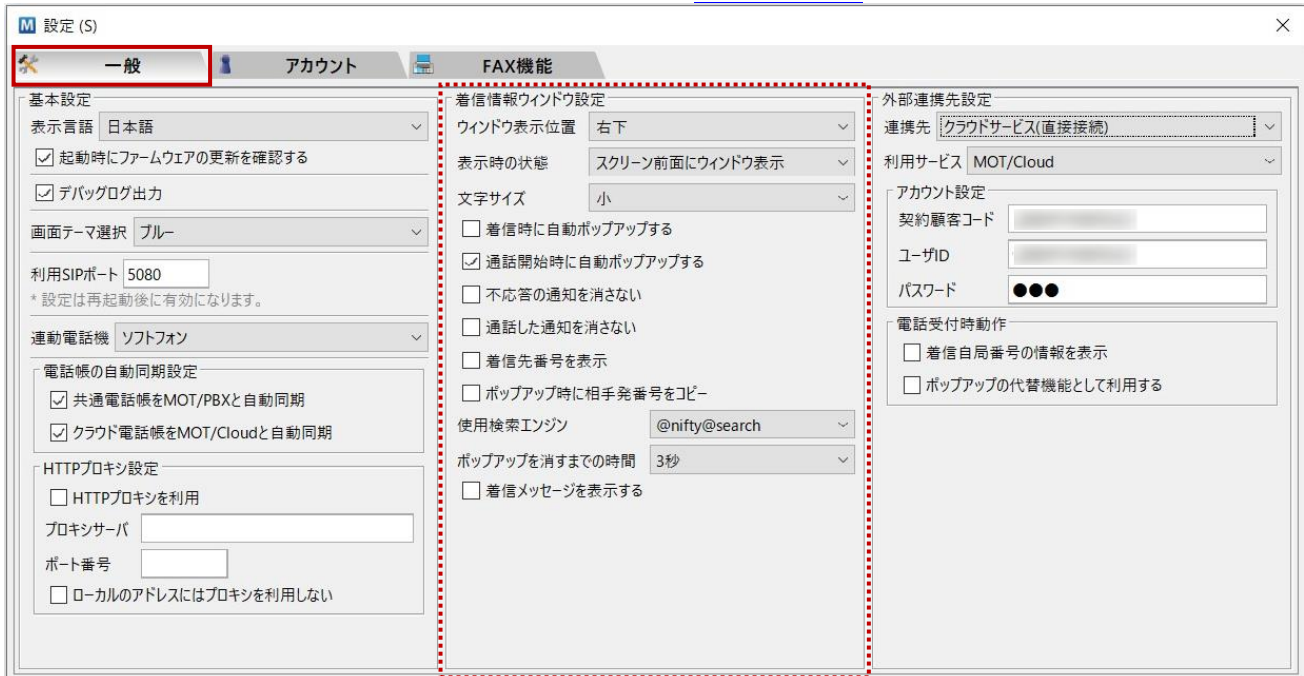 設定 (S)
一般
アカウント
FAX機能
基本設定
表示言語 日本語
起動時にファームウェアの更新を確認する
デバッグログ出力
画面テーマ選択 ブルー
利用SIPポート 5080
* 設定は再起動後に有効になります。
連動電話機 ソフトフォン
電話帳の自動同期設定
共通電話帳をMOT/PBXと自動同期
クラウド電話帳をMOT/Cloudと自動同期
HTTPプロキシ設定
HTTPプロキシを利用
プロキシサーバ
ポート番号
ローカルのアドレスにはプロキシを利用しない
着信情報ウィンドウ設定
ウィンドウ表示位置 右下
表示時の状態 スクリーン前面にウィンドウ表示
文字サイズ 小
着信時に自動ポップアップする
通話開始時に自動ポップアップする
不応答の通知を消さない
通話した通知を消さない
着信先番号を表示
ポップアップ時に相手発番号をコピー
使用検索エンジン @nifty@search
ポップアップを消すまでの時間 3秒
着信メッセージを表示する
外部連携先設定
連携先 クラウドサービス(直接接続)
利用サービス MOT/Cloud
アカウント設定
契約顧客コード
ユーザID
パスワード ●●●
電話受付時動作
着信自局番号の情報を表示
ポップアップの代替機能として利用する